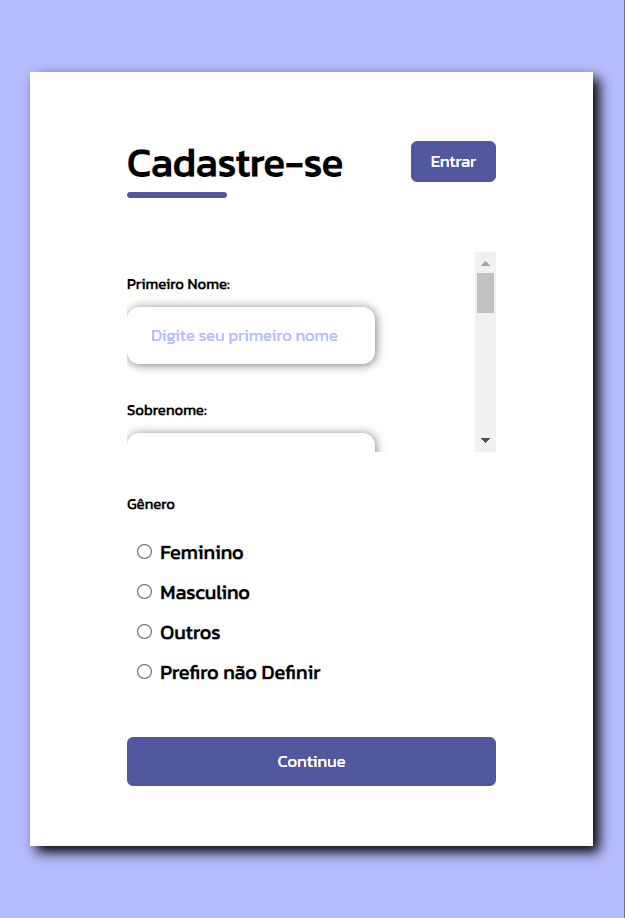 Cadastre-se
Entrar
Primeiro Nome:
Digite seu primeiro nome
Sobrenome:
Gênero
Feminino
Masculino
Outros
Prefiro não Definir
Continue